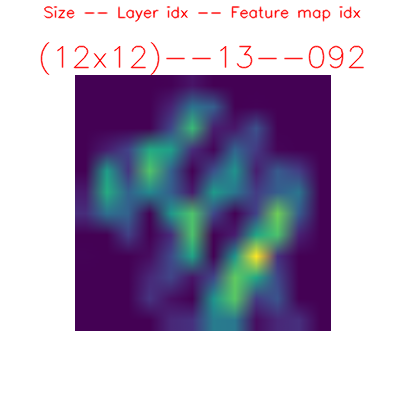 Size -- Layer idx -- Feature map idx
(12x12)--13--092